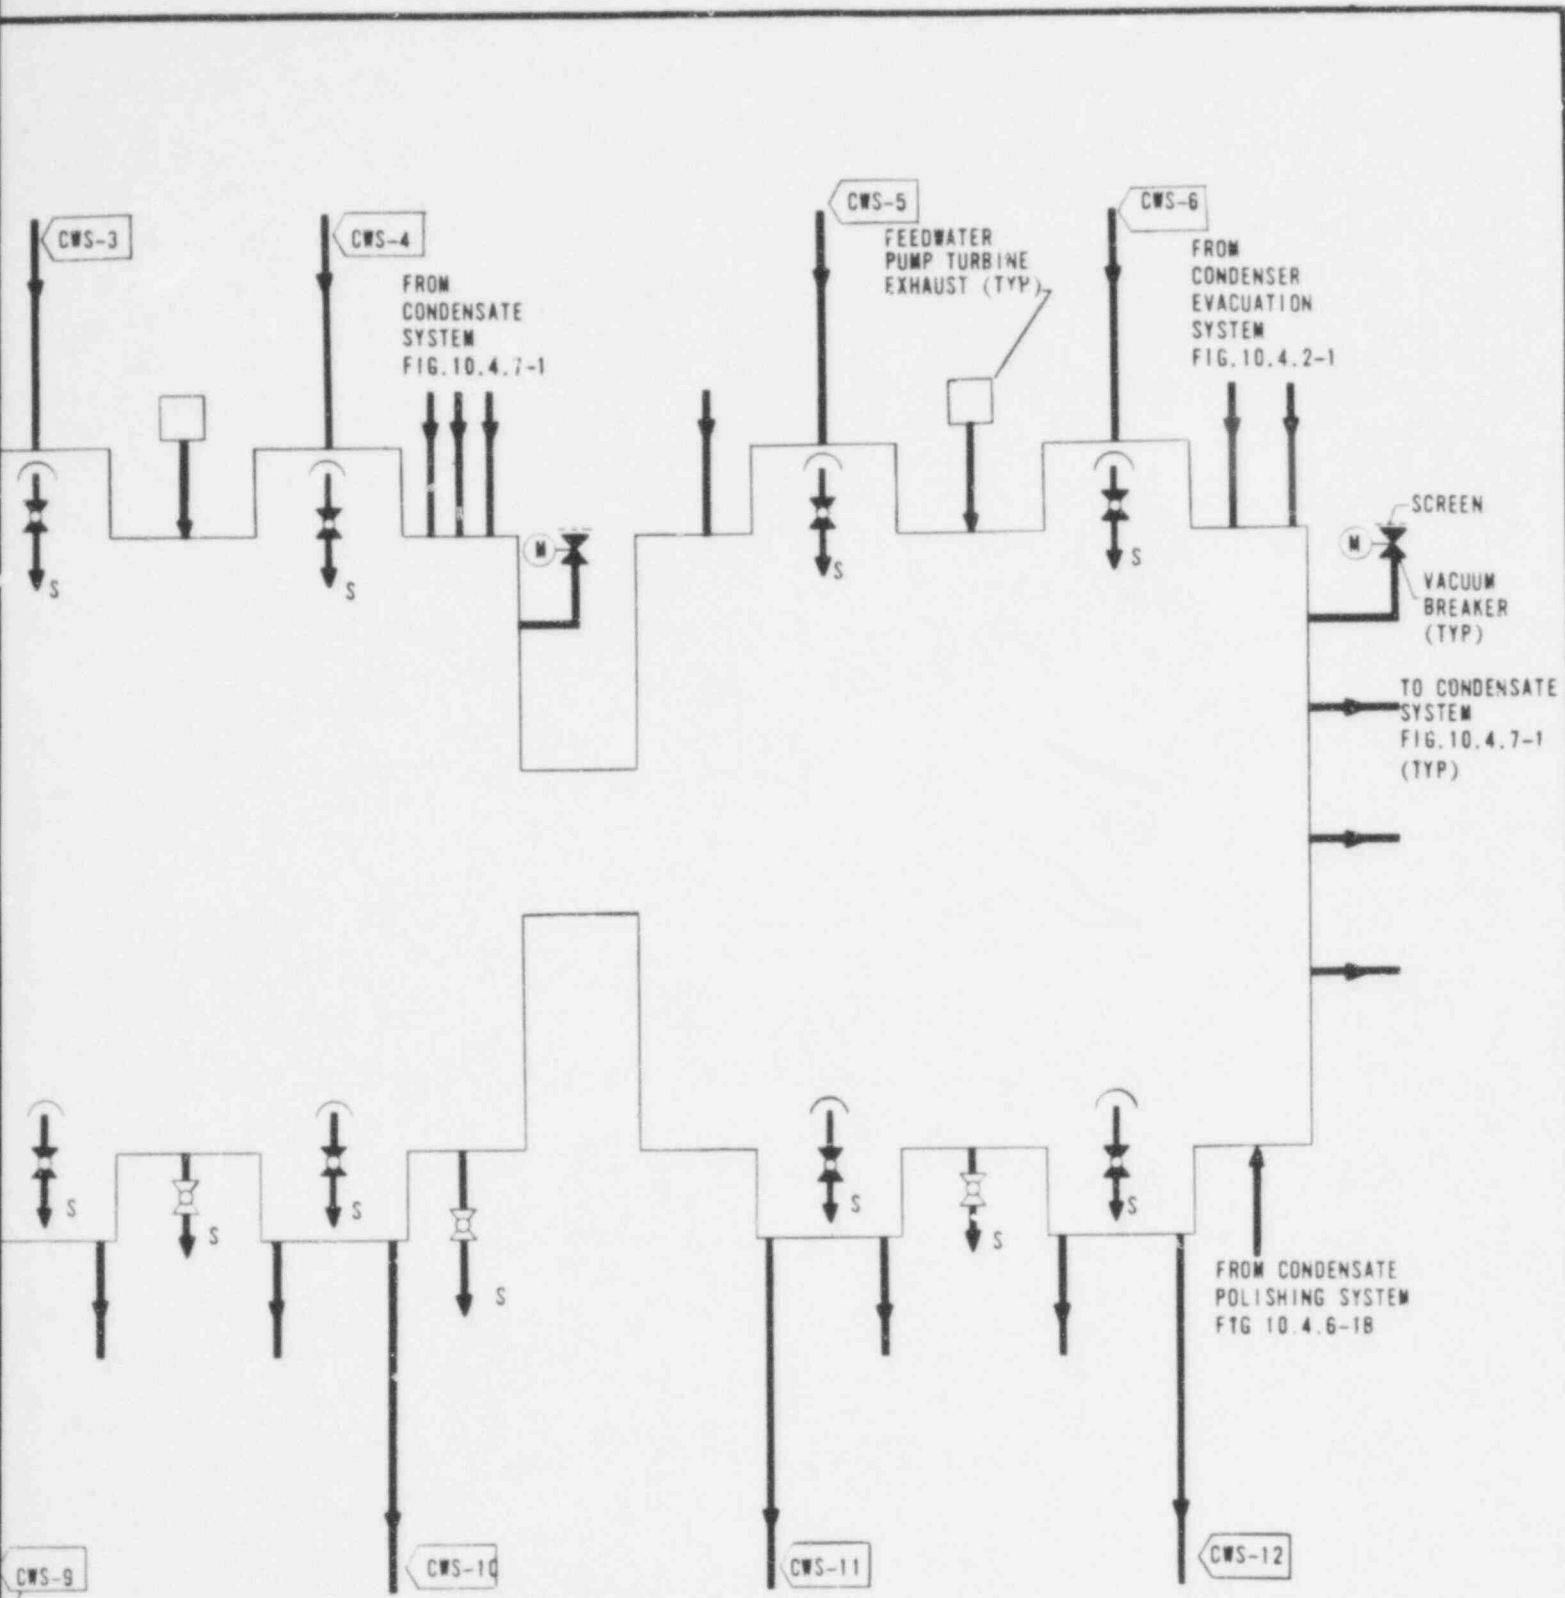 CWS-3
CWS-4
CWS-5
CWS-6
FROM
CONDENSATE
SYSTEM
FIG.10.4.7-1
FEEDWATER
PUMP TURBINE
EXHAUST (TYP)
FROM
CONDENSER
EVACUATION
SYSTEM
FIG.10.4.2-1
S
S
S
S
M
M
SCREEN
VACUUM
BREAKER
(TYP)
TO CONDENSATE
SYSTEM
FIG.10.4.7-1
(TYP)
S
S
S
S
S
S
S
FROM CONDENSATE
POLISHING SYSTEM
FIG 10.4.6-1B
CWS-9
CWS-10
CWS-11
CWS-12